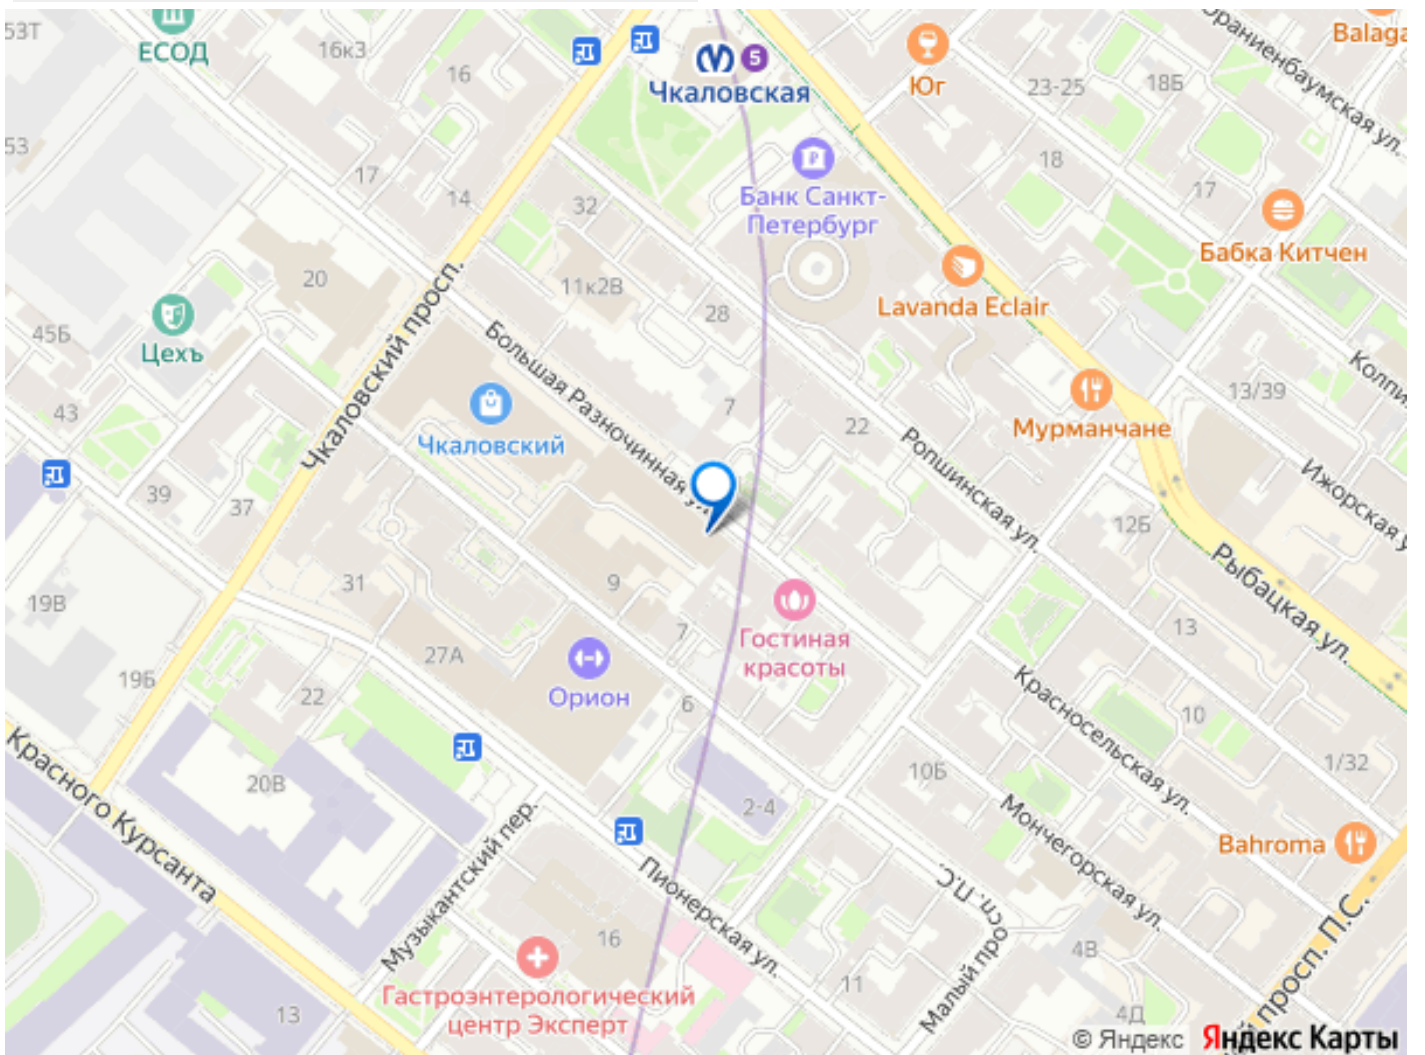 53Т
ЕСОД
16к3
16
5
Чкаловская
Юг
23-25
18Б
Ораниенбаумская ул.
Balaga
53
17
14
32
Банк Санкт-
Петербург
18
17
Бабка Китчен
20
11к2В
28
Lavanda Eclair
45Б
Цехъ
Чкаловский просп.
Большая Разночинная ул.
Чкаловский
7
22
Мурманчане
13/39
Колпи
43
39
37
Ропшинская ул.
12Б
Ижорская у
31
9
19В
7
Гостиная
красоты
Рыбацкая ул.
13
27А
Орион
6
19Б
22
Красносельская ул.
10
1/32
Красного Курсанта
20В
2-4
10Б
Мончегорская ул.
Bahroma
Музыкантский пер.
Пионерская ул.
Малый просп. П.С.
16
Гастроэнтерологический
центр Эксперт
13
11
4В
4Д
й просп. П.С.
© Яндекс Яндекс Карты